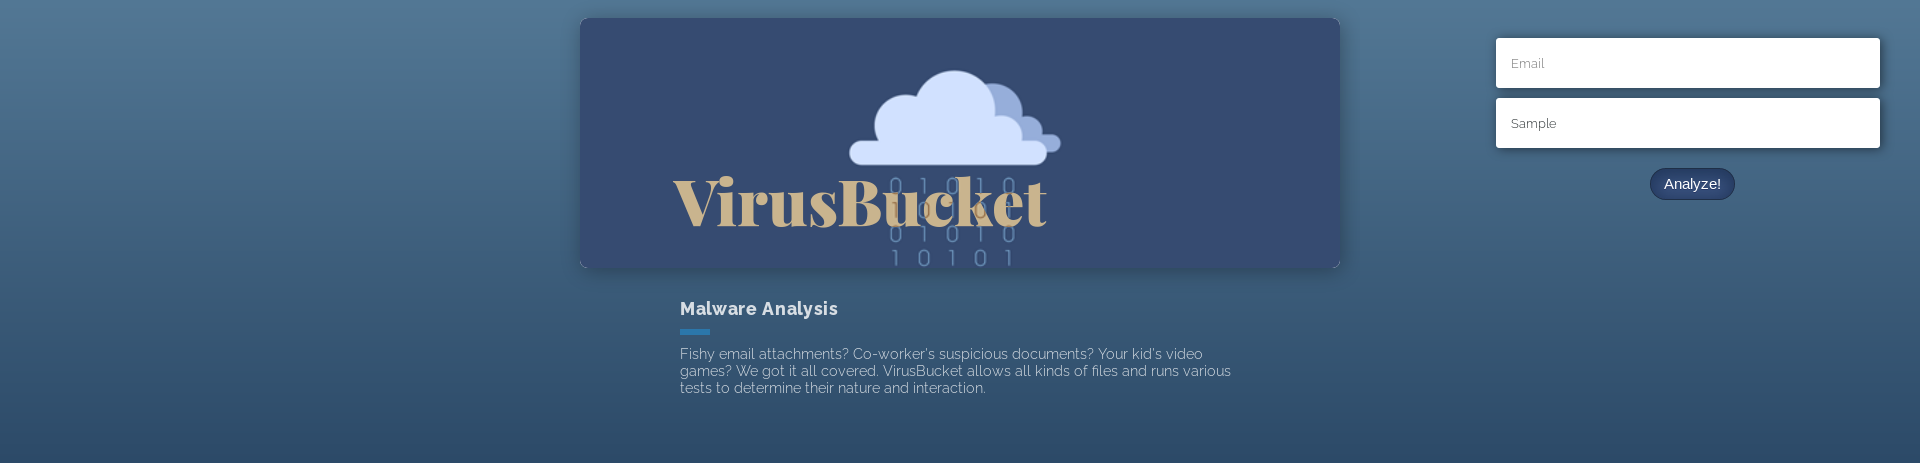 VirusBucket
0 1 0 1 0
1 0 1 0 1
0 1 0 1 0
1 0 1 0 1
Malware Analysis
Fishy email attachments? Co-worker's suspicious documents? Your kid's video
games? We got it all covered. VirusBucket allows all kinds of files and runs various
tests to determine their nature and interaction.
Email
Sample
Analyze!